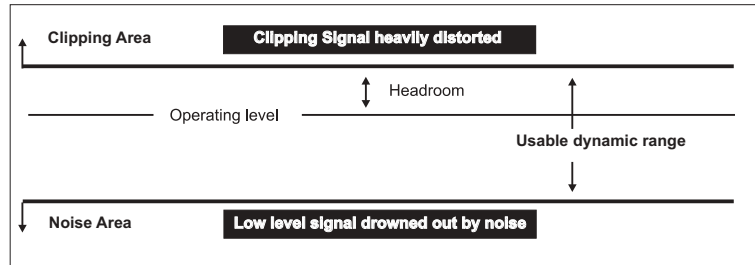 Clipping Area
Clipping Signal heavily distorted
Headroom
Operating level
Usable dynamic range
Noise Area
Low level signal drowned out by noise